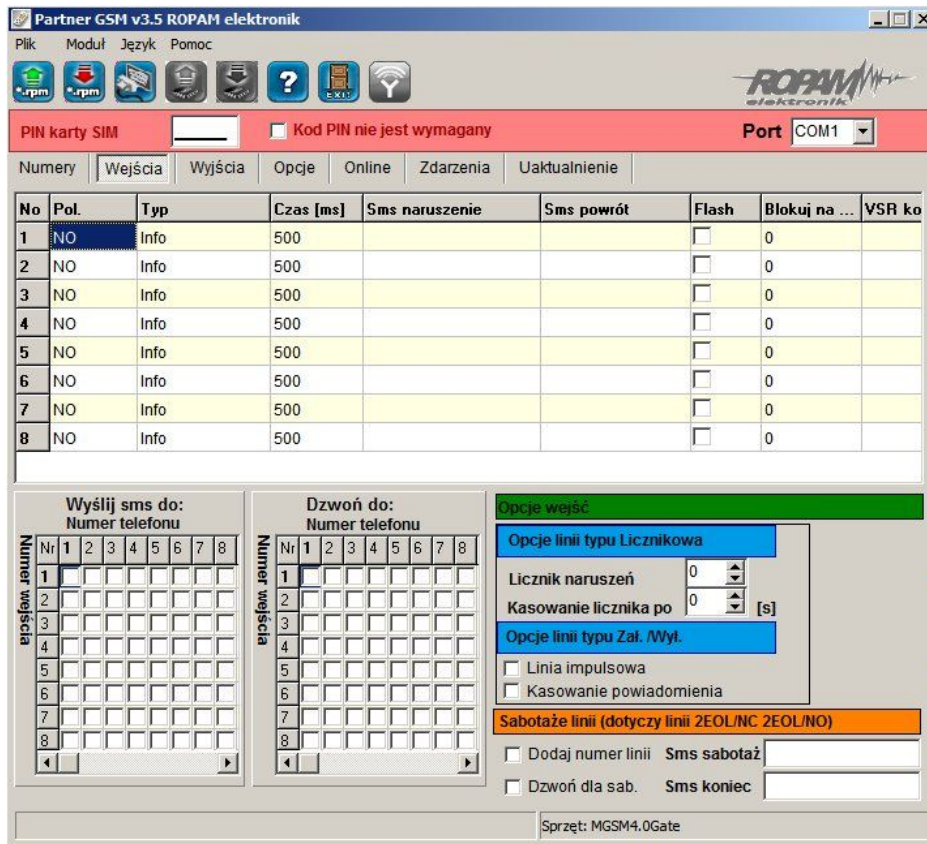 Partner GSM v3.5 ROPAM elektronik
Plik Moduł Język Pomoc
*.rpm *.rpm ? EXIT ROPAM elektronik
PIN karty SIM Kod PIN nie jest wymagany Port COM1
Numery Wejścia Wyjścia Opcje Online Zdarzenia Uaktualnienie
No Pol. Typ Czas [ms] Sms naruszenie Sms powrót Flash Blokuj na ... VSR ko
1 NO Info 500 0
2 NO Info 500 0
3 NO Info 500 0
4 NO Info 500 0
5 NO Info 500 0
6 NO Info 500 0
7 NO Info 500 0
8 NO Info 500 0
Wyślij sms do:
Numer telefonu
Numer wejścia
Nr 1 2 3 4 5 6 7 8
1
2
3
4
5
6
7
8
Dzwoń do:
Numer telefonu
Numer wejścia
Nr 1 2 3 4 5 6 7 8
1
2
3
4
5
6
7
8
Opcje wejść
Opcje linii typu Licznikowa
Licznik naruszeń 0
Kasowanie licznika po 0 [s]
Opcje linii typu Zał. /Wył.
Linia impulsowa
Kasowanie powiadomienia
Sabotaże linii (dotyczy linii 2EOL/NC 2EOL/NO)
Dodaj numer linii Sms sabotaż
Dzwoń dla sab. Sms koniec
Sprzęt: MGSM4.0Gate